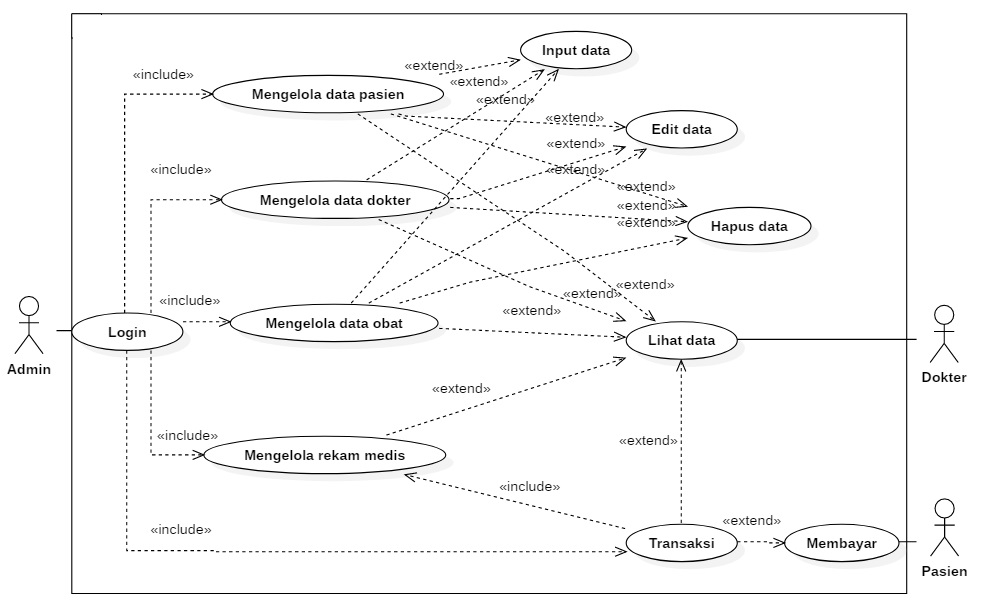 Input data
«extend»
«include»
«extend»
Mengelola data pasien
«extend»
«extend»
Edit data
«extend»
«include»
«extend»
«extend»
Mengelola data dokter
«extend»
«extend»
Hapus data
«extend»
«extend»
«include»
«extend»
Mengelola data obat
Login
Lihat data
Admin
Dokter
«extend»
«include»
«extend»
Mengelola rekam medis
«include»
«extend»
«include»
Transaksi
Membayar
Pasien